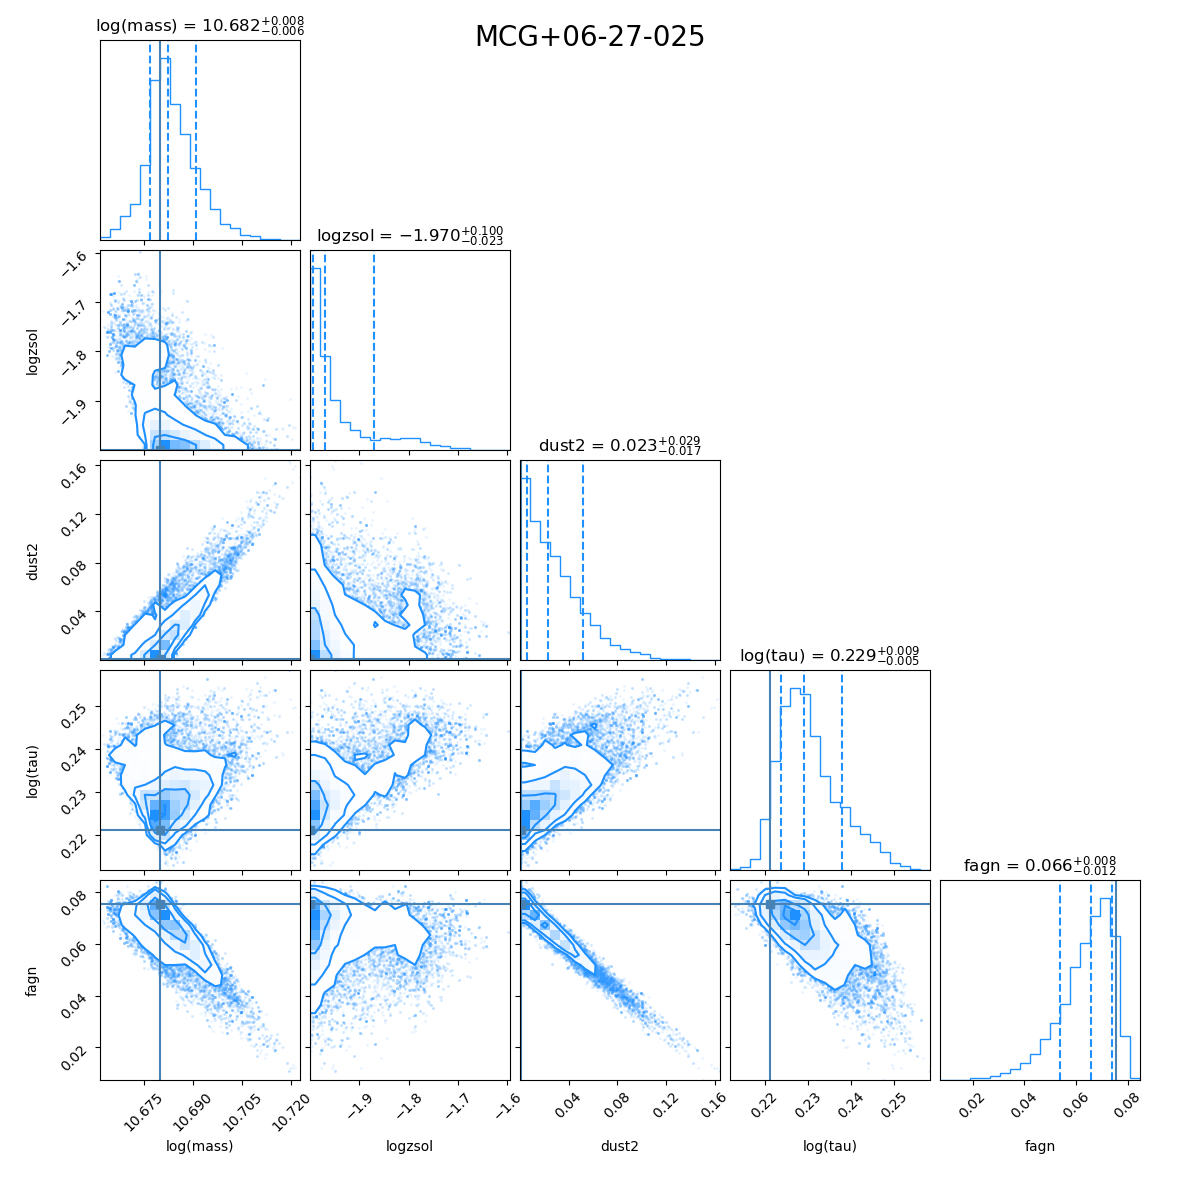 MCG+06-27-025
log(mass) = 10.682+0.008 −0.006
logzsol = −1.970+0.100 −0.023
−1.6
−1.7
−1.8
−1.9
logzsol
dust2 = 0.023+0.029 −0.017
0.16
0.12
0.08
0.04
dust2
log(tau) = 0.229+0.009 −0.005
0.25
0.24
0.23
0.22
log(tau)
fagn = 0.066+0.008 −0.012
0.08
0.06
0.04
0.02
fagn
10.675 10.690 10.705 10.720 −1.9 −1.8 −1.7 −1.6 0.04 0.08 0.12 0.16 0.22 0.23 0.24 0.25 0.02 0.04 0.06 0.08
log(mass) logzsol dust2 log(tau) fagn